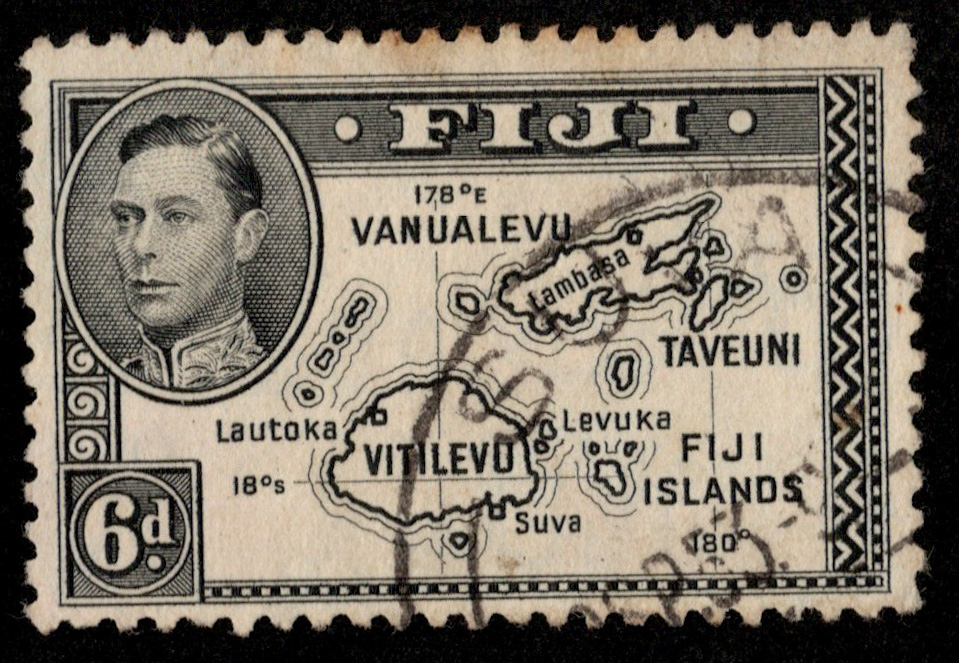 FIJI
178°E
VANUALEVU
Lambasa
TAVEUNI
Lautoka
Levuka
VITILEVU
FIJI
ISLANDS
18°S
Suva
180°
6d.